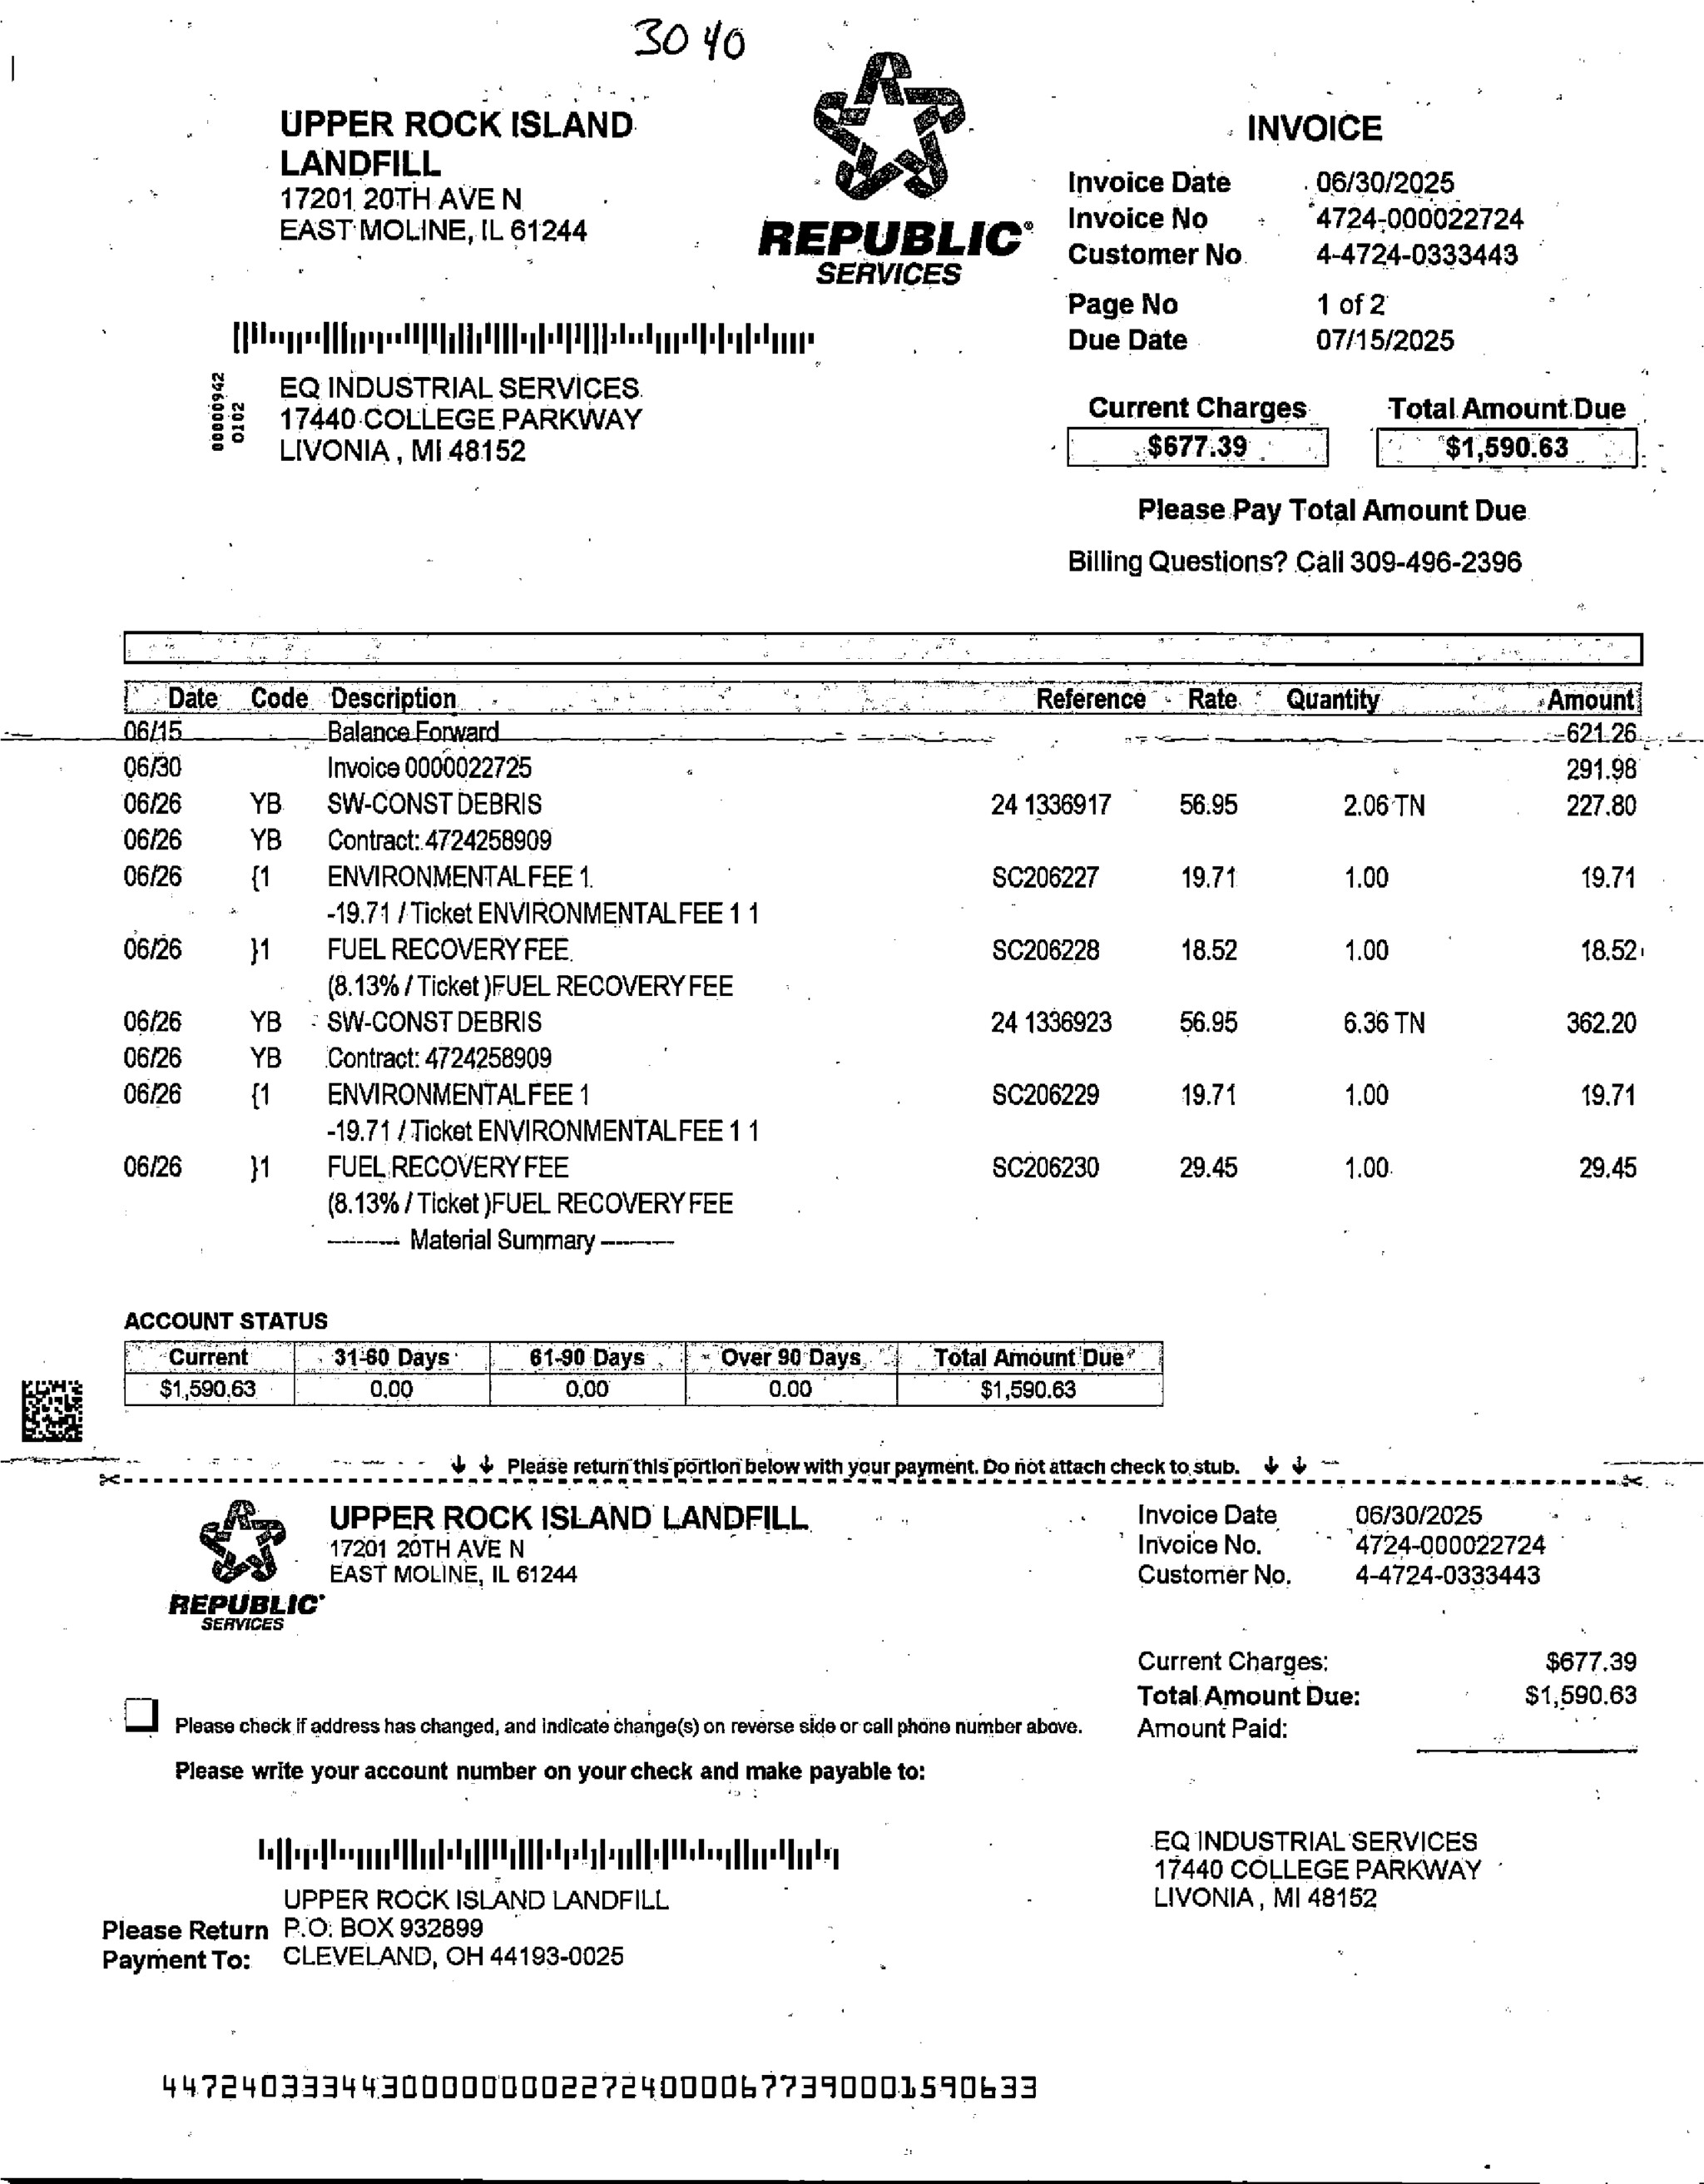 3040
UPPER ROCK ISLAND
LANDFILL
17201 20TH AVE N
EAST MOLINE, IL 61244
REPUBLIC®
SERVICES
INVOICE
Invoice Date 06/30/2025
Invoice No 4724-000022724
Customer No 4-4724-0333443
Page No 1 of 2
Due Date 07/15/2025
00000942
0102
EQ INDUSTRIAL SERVICES
17440 COLLEGE PARKWAY
LIVONIA , MI 48152
Current Charges Total Amount Due
$677.39 $1,590.63
Please Pay Total Amount Due
Billing Questions? Call 309-496-2396
Date Code Description Reference Rate Quantity Amount
06/15 Balance Forward 621.26
06/30 Invoice 0000022725 291.98
06/26 YB SW-CONST DEBRIS 24 1336917 56.95 2.06 TN 227.80
06/26 YB Contract: 4724258909
06/26 {1 ENVIRONMENTAL FEE 1 SC206227 19.71 1.00 19.71
-19.71 / Ticket ENVIRONMENTAL FEE 1 1
06/26 }1 FUEL RECOVERY FEE SC206228 18.52 1.00 18.52
(8.13% / Ticket )FUEL RECOVERY FEE
06/26 YB SW-CONST DEBRIS 24 1336923 56.95 6.36 TN 362.20
06/26 YB Contract: 4724258909
06/26 {1 ENVIRONMENTAL FEE 1 SC206229 19.71 1.00 19.71
-19.71 / Ticket ENVIRONMENTAL FEE 1 1
06/26 }1 FUEL RECOVERY FEE SC206230 29.45 1.00 29.45
(8.13% / Ticket )FUEL RECOVERY FEE
--------- Material Summary ---------
ACCOUNT STATUS
Current 31-60 Days 61-90 Days Over 90 Days Total Amount Due
$1,590.63 0.00 0.00 0.00 $1,590.63
↓ ↓ Please return this portion below with your payment. Do not attach check to stub. ↓ ↓
REPUBLIC
SERVICES
UPPER ROCK ISLAND LANDFILL
17201 20TH AVE N
EAST MOLINE, IL 61244
Invoice Date 06/30/2025
Invoice No. 4724-000022724
Customer No. 4-4724-0333443
Current Charges: $677.39
Total Amount Due: $1,590.63
Amount Paid:
Please check if address has changed, and indicate change(s) on reverse side or call phone number above.
Please write your account number on your check and make payable to:
UPPER ROCK ISLAND LANDFILL
Please Return P.O. BOX 932899
Payment To: CLEVELAND, OH 44193-0025
EQ INDUSTRIAL SERVICES
17440 COLLEGE PARKWAY
LIVONIA , MI 48152
447240333443000000000227240000677390001590633